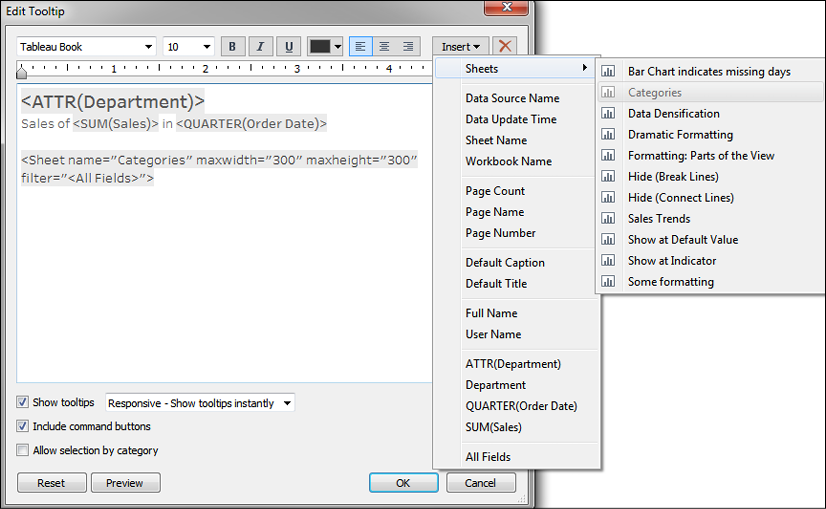 Edit Tooltip
Tableau Book 10 B I U Insert
1 2 3 4
<ATTR(Department)>
Sales of <SUM(Sales)> in <QUARTER(Order Date)>
<Sheet name="Categories" maxwidth="300" maxheight="300"
filter="<All Fields>">
Show tooltips Responsive - Show tooltips instantly
Include command buttons
Allow selection by category
Reset Preview OK Cancel
Sheets
Data Source Name
Data Update Time
Sheet Name
Workbook Name
Page Count
Page Name
Page Number
Default Caption
Default Title
Full Name
User Name
ATTR(Department)
Department
QUARTER(Order Date)
SUM(Sales)
All Fields
Bar Chart indicates missing days
Categories
Data Densification
Dramatic Formatting
Formatting: Parts of the View
Hide (Break Lines)
Hide (Connect Lines)
Sales Trends
Show at Default Value
Show at Indicator
Some formatting